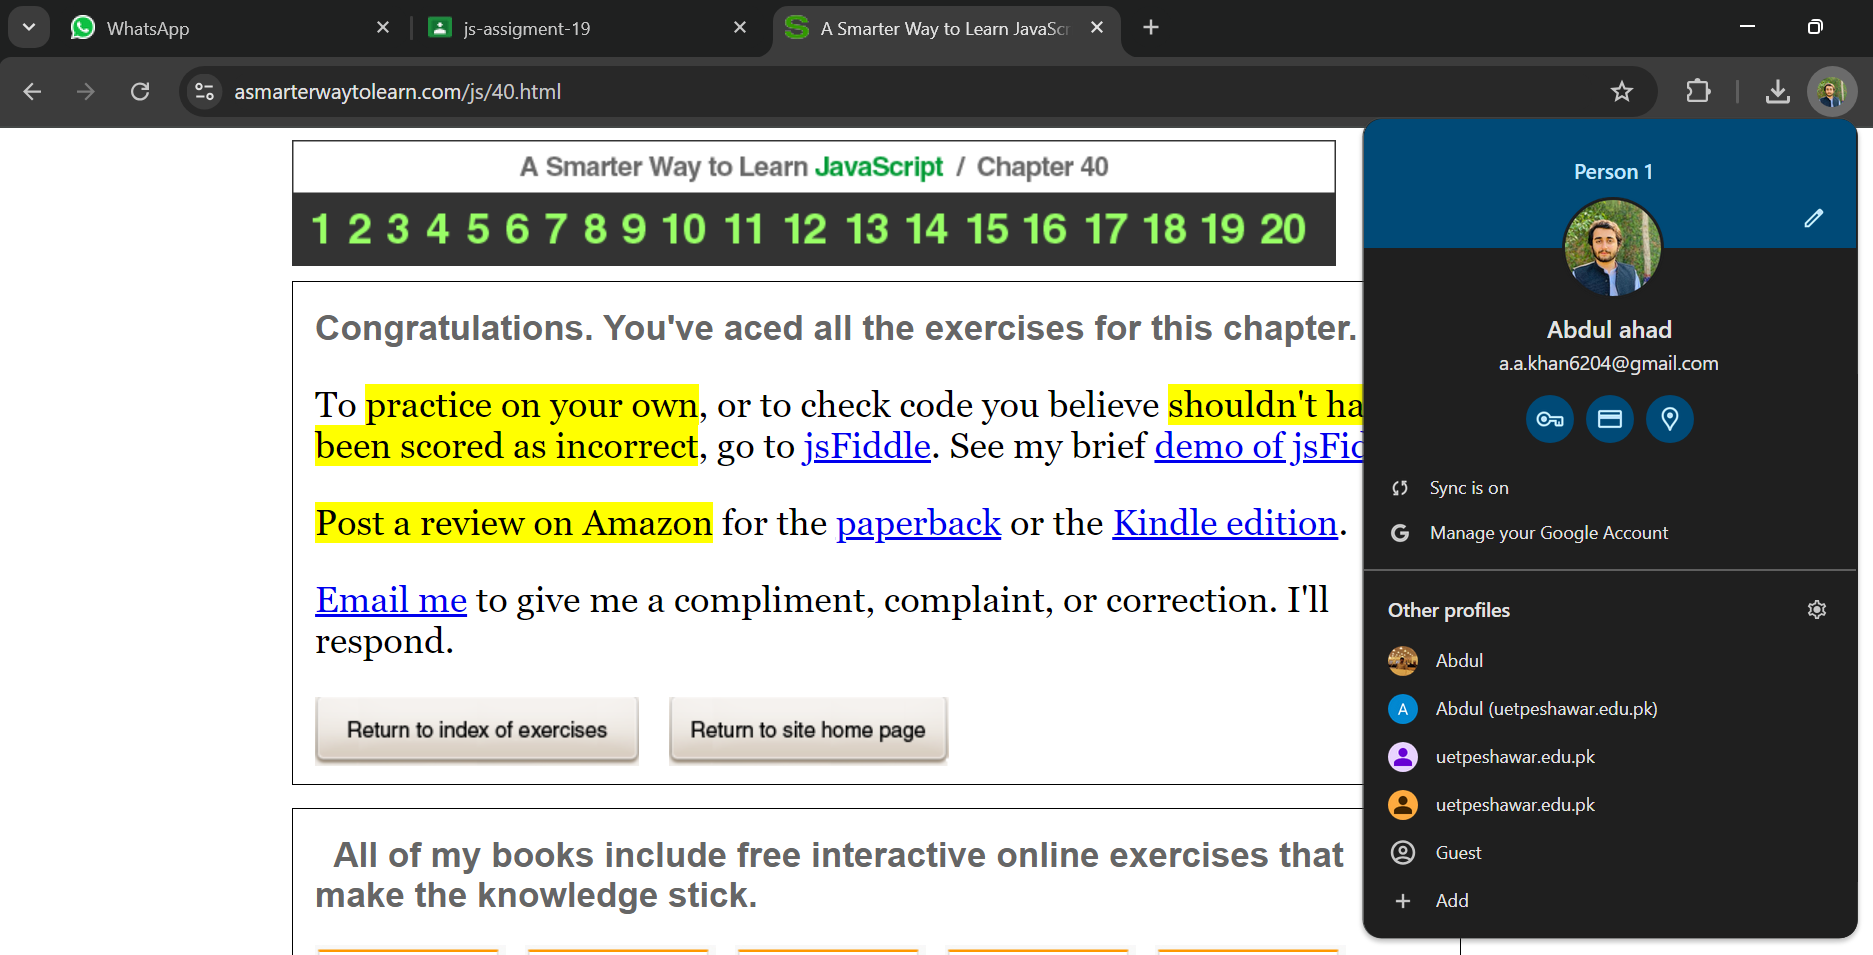 WhatsApp
js-assigment-19
A Smarter Way to Learn JavaScr
asmarterwaytolearn.com/js/40.html
A Smarter Way to Learn JavaScript / Chapter 40
1 2 3 4 5 6 7 8 9 10 11 12 13 14 15 16 17 18 19 20
Congratulations. You've aced all the exercises for this chapter.
To practice on your own, or to check code you believe shouldn't ha
been scored as incorrect, go to jsFiddle. See my brief demo of jsFid
Post a review on Amazon for the paperback or the Kindle edition.
Email me to give me a compliment, complaint, or correction. I'll
respond.
Return to index of exercises
Return to site home page
All of my books include free interactive online exercises that
make the knowledge stick.
Person 1
Abdul ahad
a.a.khan6204@gmail.com
Sync is on
G Manage your Google Account
Other profiles
Abdul
A Abdul (uetpeshawar.edu.pk)
uetpeshawar.edu.pk
uetpeshawar.edu.pk
Guest
Add